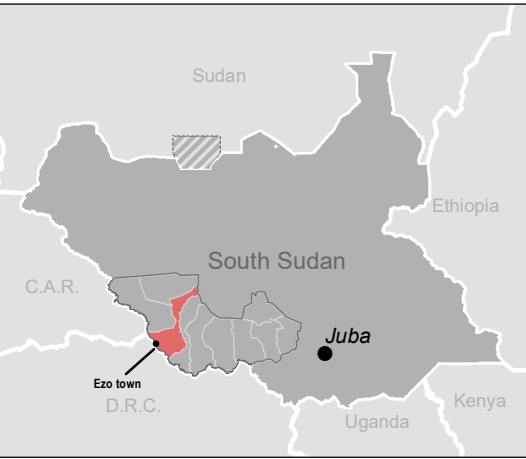 Sudan
Ethiopia
South Sudan
C.A.R.
Juba
Ezo town
D.R.C.
Kenya
Uganda